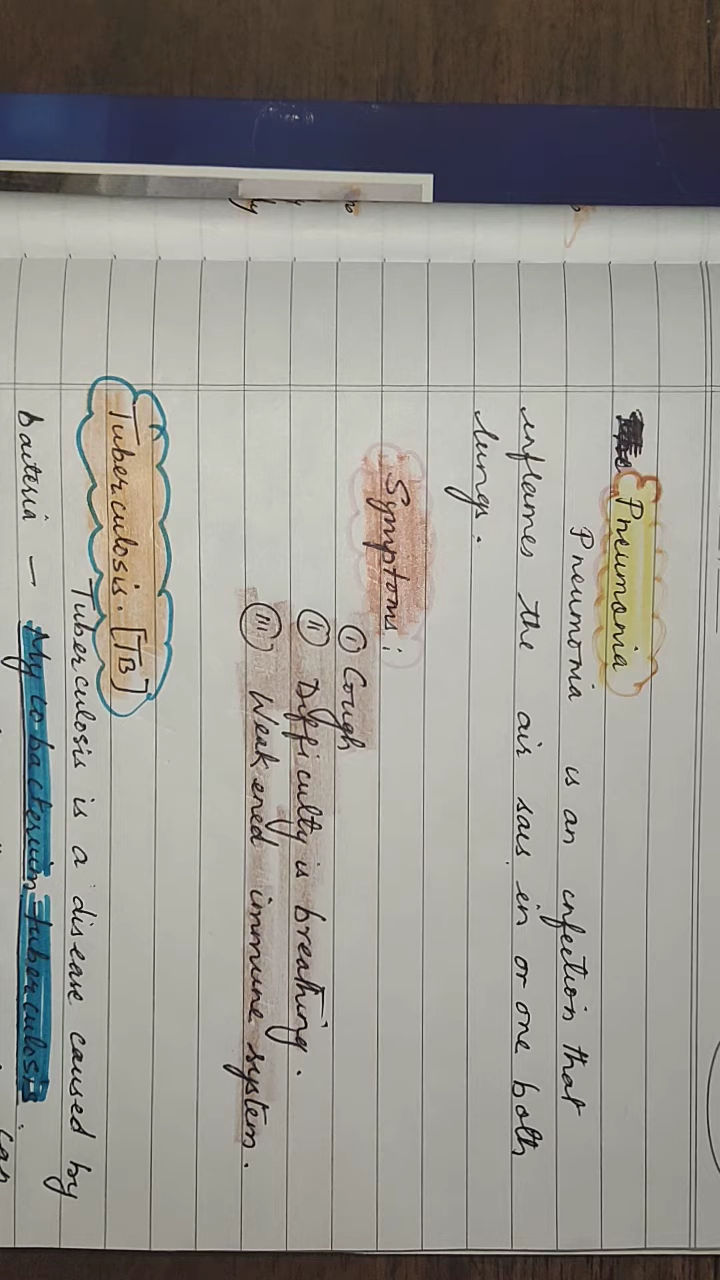 Pneumonia
Pneumonia is an infection that
inflames the air sacs in or one both
lungs.
Symptoms:
(i) Cough
(ii) Difficulty is breathing.
(iii) Weakened immune system.
Tuberculosis. [TB]
Tuberculosis is a disease caused by
bacteria – Mycobacterium tuberculosis.